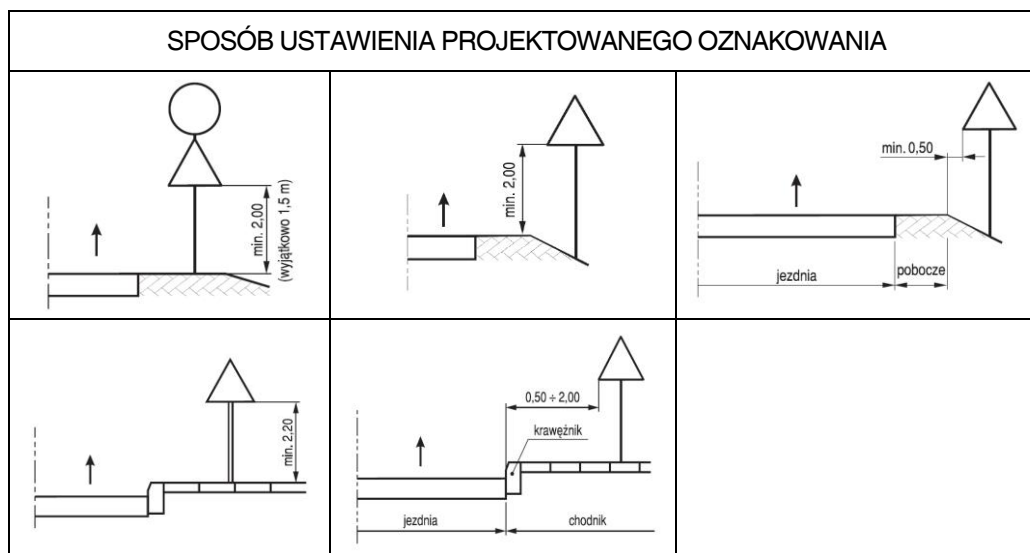 SPOSÓB USTAWIENIA PROJEKTOWANEGO OZNAKOWANIA
min. 2,00
(wyjątkowo 1,5 m)
min. 2,00
min. 0,50
jezdnia
pobocze
min. 2,20
0,50 ÷ 2,00
krawężnik
jezdnia
chodnik